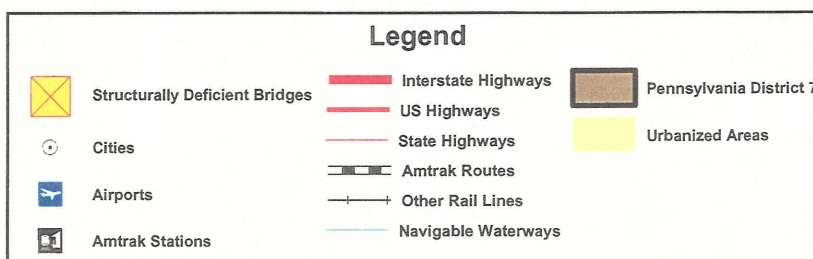 Legend
Structurally Deficient Bridges
Cities
Airports
Amtrak Stations
Interstate Highways
US Highways
State Highways
Amtrak Routes
Other Rail Lines
Navigable Waterways
Pennsylvania District 7
Urbanized Areas